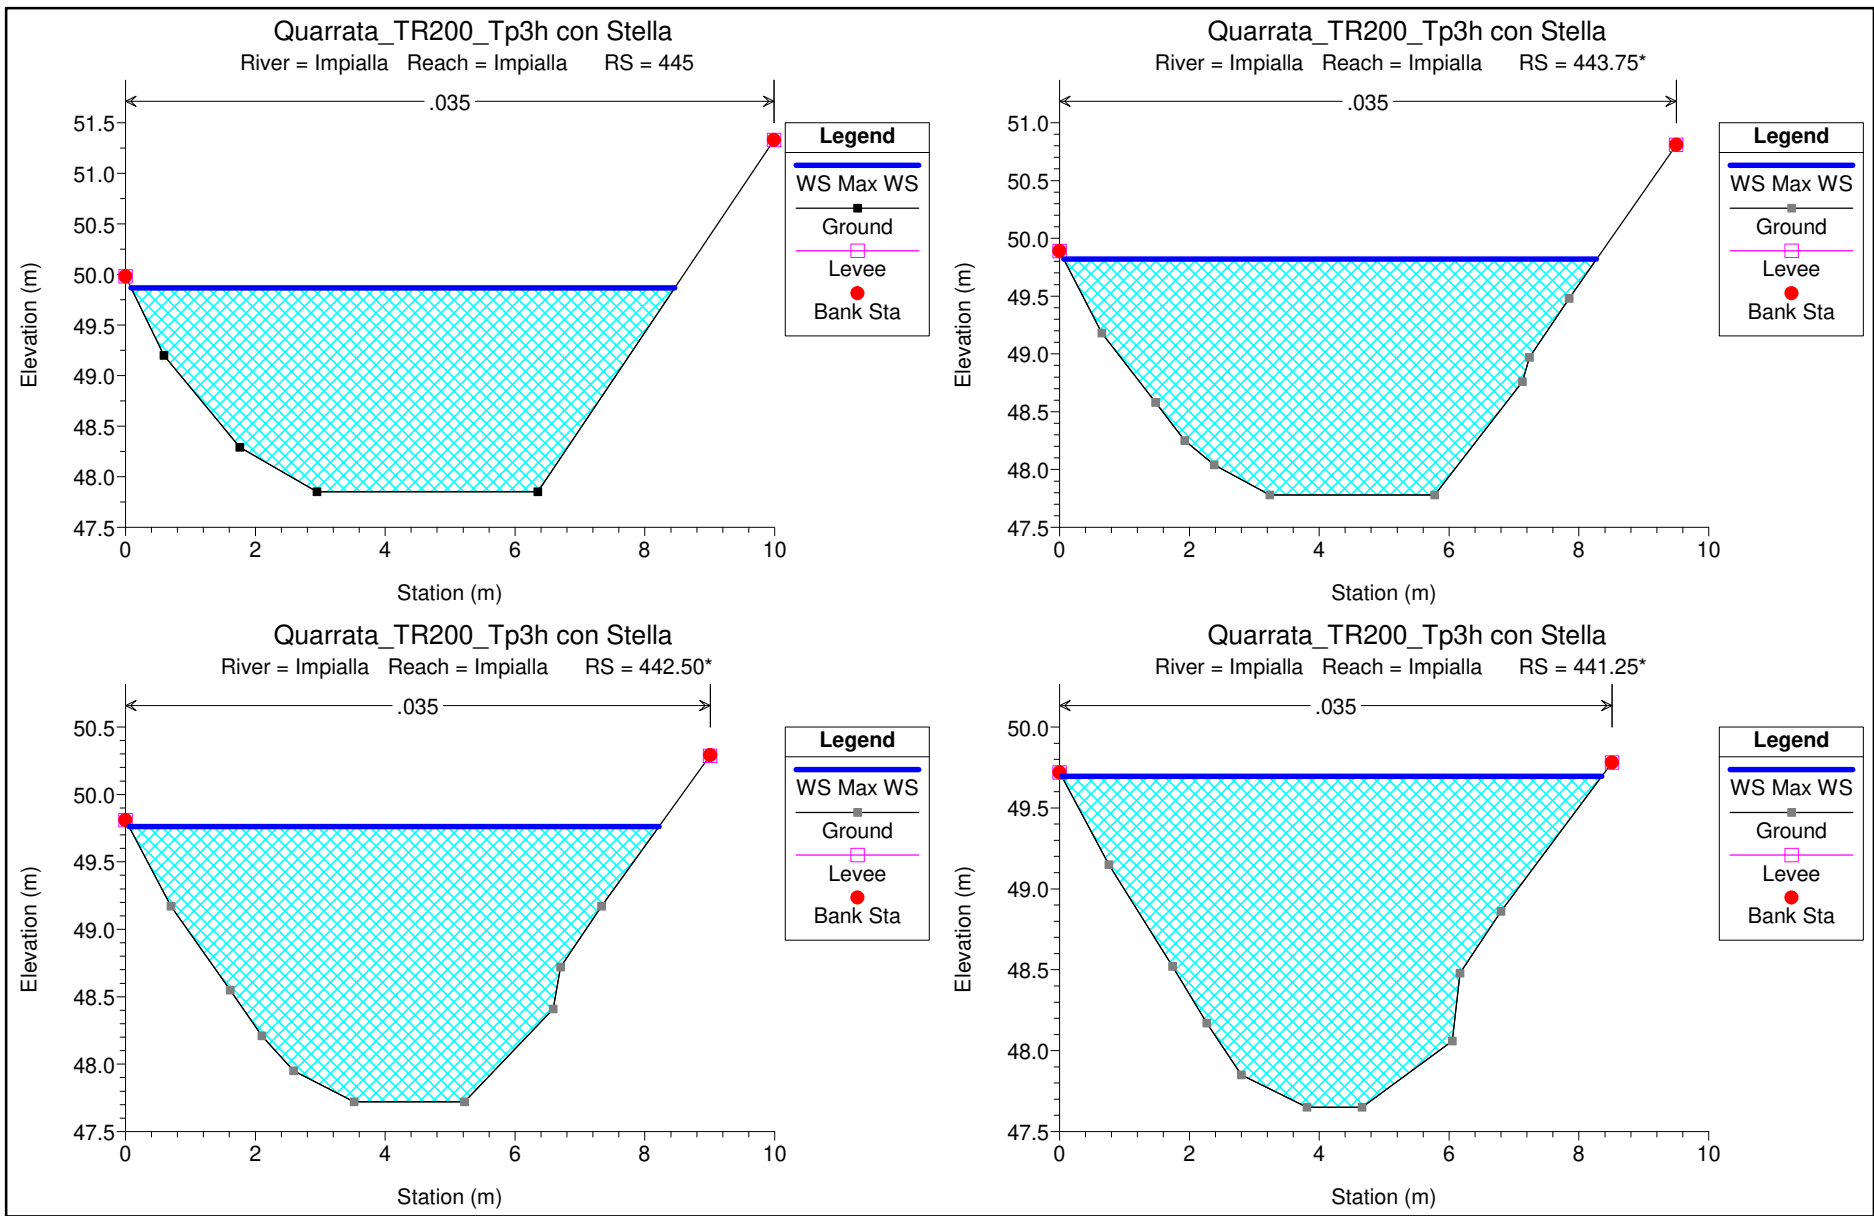 Quarrata_TR200_Tp3h con Stella
River = Impialla Reach = Impialla RS = 445
.035
51.5
51.0
50.5
50.0
49.5
49.0
48.5
48.0
47.5
0 2 4 6 8 10
Station (m)
Elevation (m)
Legend
WS Max WS
Ground
Levee
Bank Sta
Quarrata_TR200_Tp3h con Stella
River = Impialla Reach = Impialla RS = 443.75*
.035
51.0
50.5
50.0
49.5
49.0
48.5
48.0
47.5
0 2 4 6 8 10
Station (m)
Elevation (m)
Legend
WS Max WS
Ground
Levee
Bank Sta
Quarrata_TR200_Tp3h con Stella
River = Impialla Reach = Impialla RS = 442.50*
.035
50.5
50.0
49.5
49.0
48.5
48.0
47.5
0 2 4 6 8 10
Station (m)
Elevation (m)
Legend
WS Max WS
Ground
Levee
Bank Sta
Quarrata_TR200_Tp3h con Stella
River = Impialla Reach = Impialla RS = 441.25*
.035
50.0
49.5
49.0
48.5
48.0
47.5
0 2 4 6 8 10
Station (m)
Elevation (m)
Legend
WS Max WS
Ground
Levee
Bank Sta